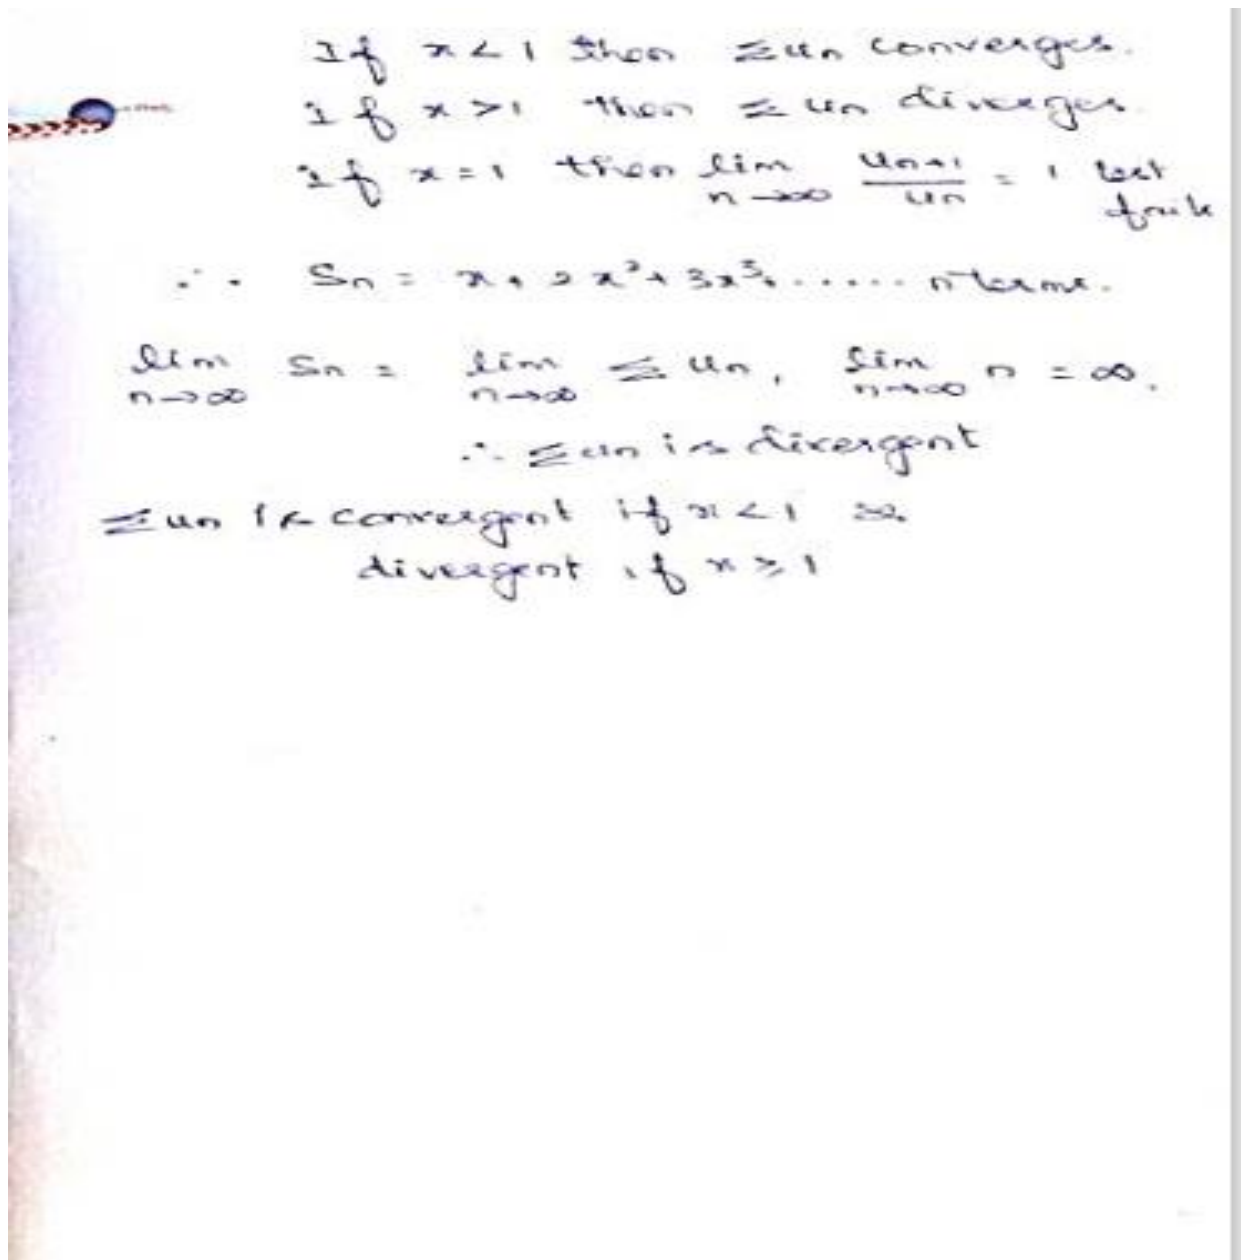 If x < 1 then Σun converges.
If x > 1 then Σ un diverges.
If x = 1 then lim n→∞ un+1/un = 1 test
fails
∴ Sn = x + 2x² + 3x³ + ...... n terms.
lim n→∞ Sn = lim n→∞ Σ un, lim n→∞ n = ∞.
∴ Σun is divergent
Σun is convergent if x < 1 &
divergent if x ≥ 1